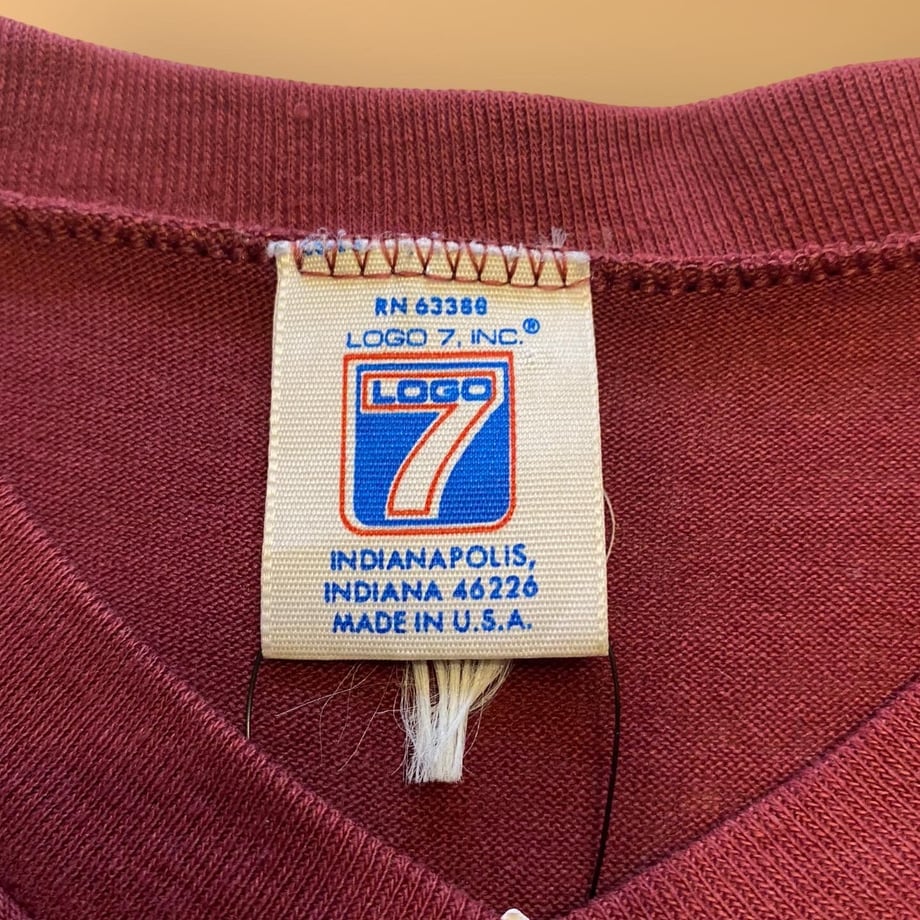 RN 63388
LOGO 7, INC.®
LOGO
7
INDIANAPOLIS,
INDIANA 46226
MADE IN U.S.A.